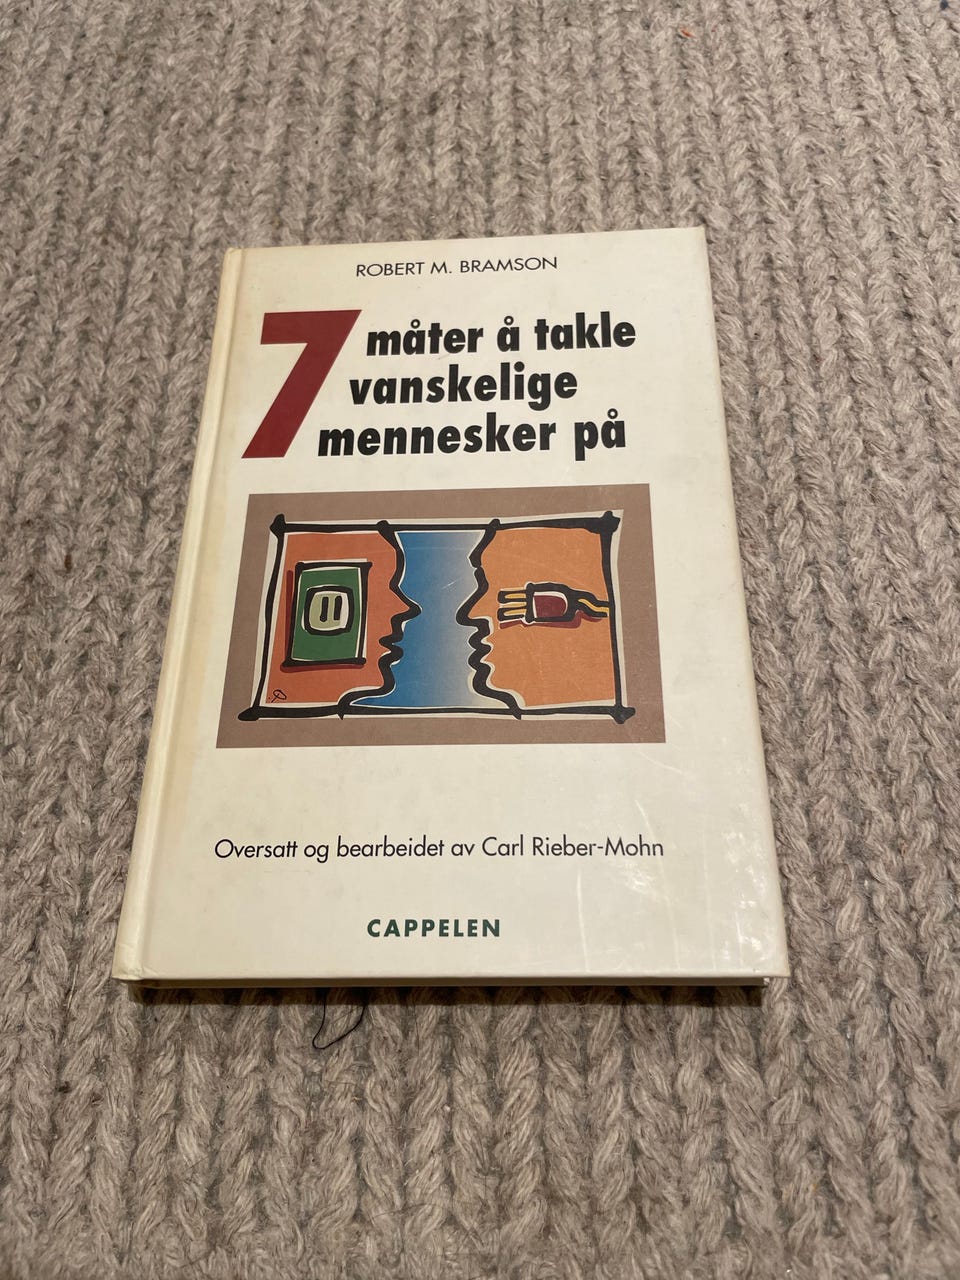 ROBERT M. BRAMSON
7 måter å takle
vanskelige
mennesker på
Oversatt og bearbeidet av Carl Rieber-Mohn
CAPPELEN